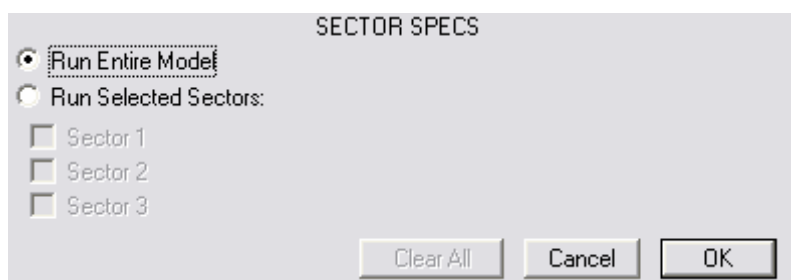 SECTOR SPECS
Run Entire Model
Run Selected Sectors:
Sector 1
Sector 2
Sector 3
Clear All Cancel OK